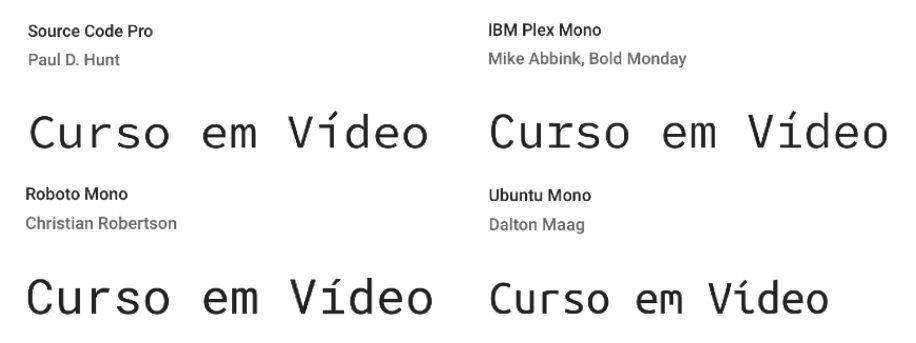 Source Code Pro
Paul D. Hunt
Curso em Vídeo
IBM Plex Mono
Mike Abbink, Bold Monday
Curso em Vídeo
Roboto Mono
Christian Robertson
Curso em Vídeo
Ubuntu Mono
Dalton Maag
Curso em Vídeo